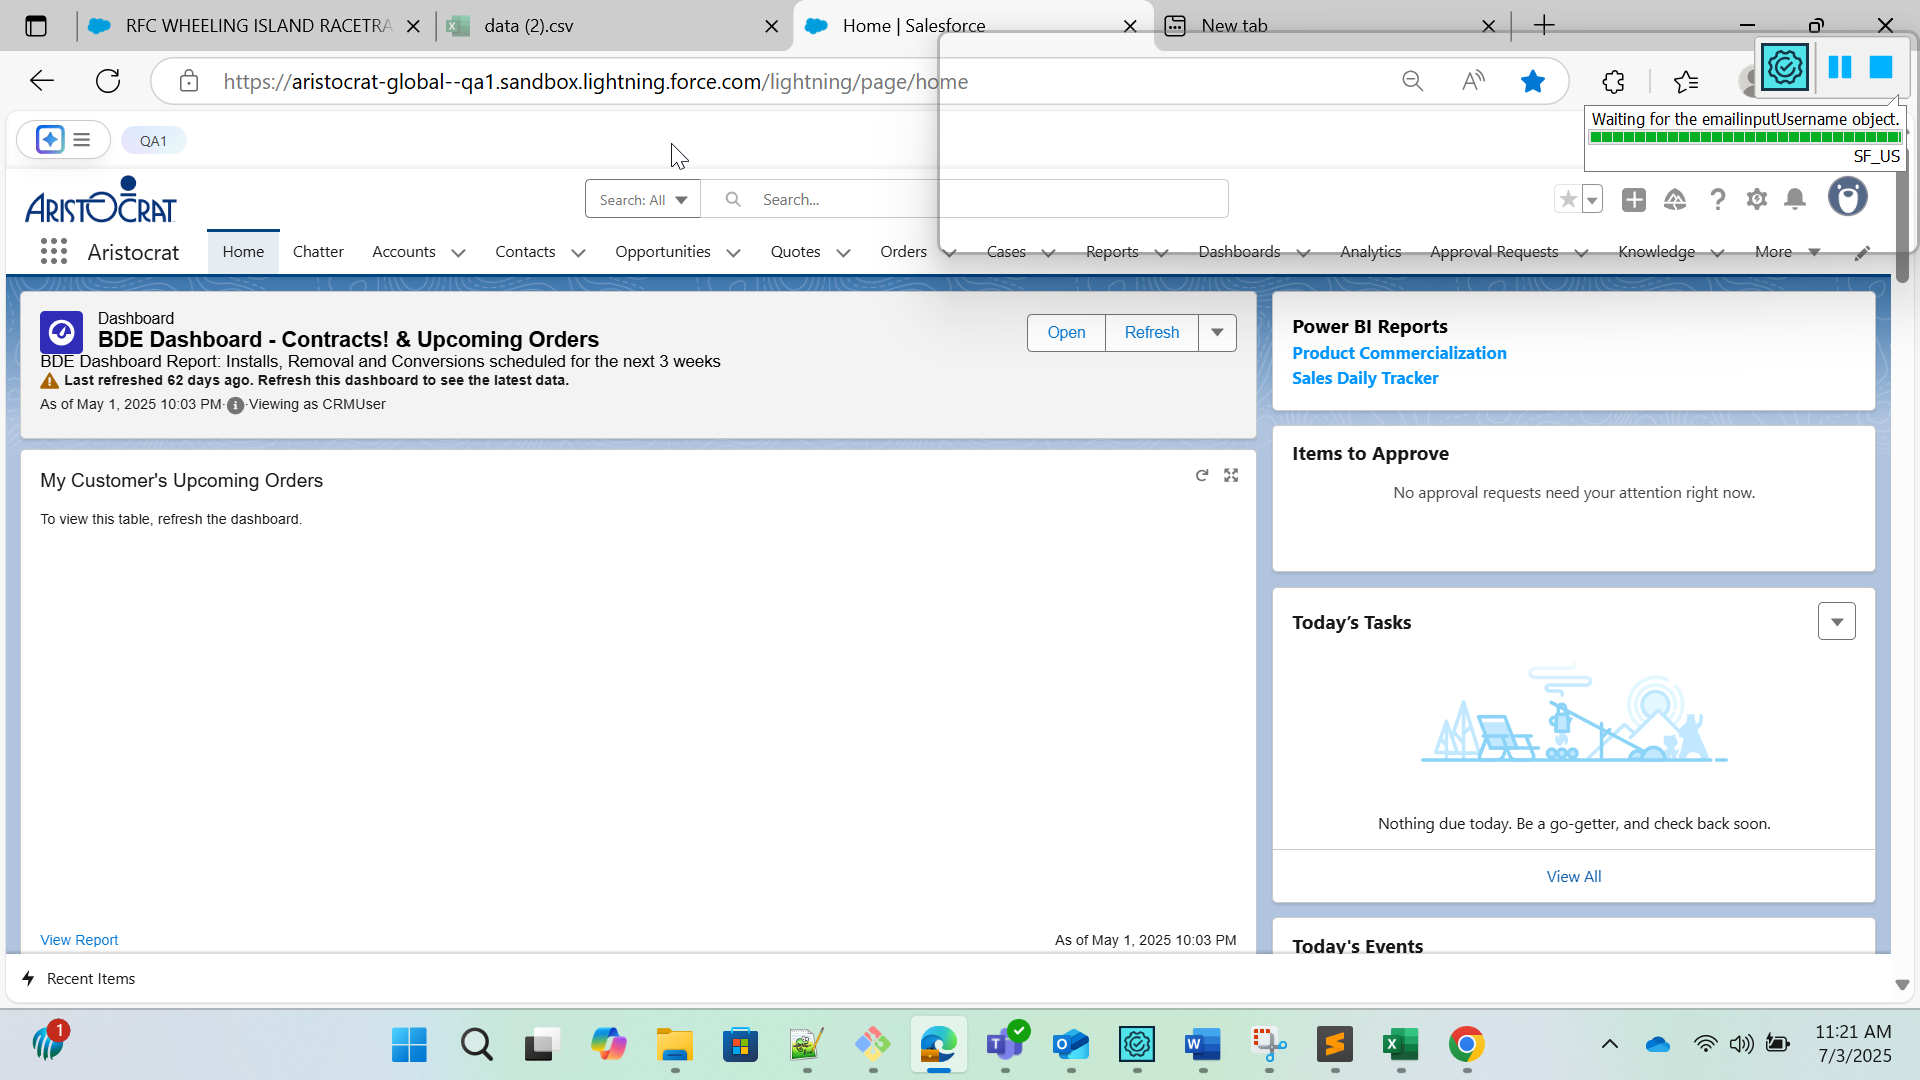 RFC WHEELING ISLAND RACETRA
data (2).csv
Home | Salesforce
New tab
https://aristocrat-global--qa1.sandbox.lightning.force.com/lightning/page/home
Waiting for the emailinputUsername object.
SF_US
QA1
ARISTOCRAT
Search: All
Search...
Aristocrat
Home
Chatter
Accounts
Contacts
Opportunities
Quotes
Orders
Cases
Reports
Dashboards
Analytics
Approval Requests
Knowledge
More
Dashboard
BDE Dashboard - Contracts! & Upcoming Orders
BDE Dashboard Report: Installs, Removal and Conversions scheduled for the next 3 weeks
Last refreshed 62 days ago. Refresh this dashboard to see the latest data.
As of May 1, 2025 10:03 PM·Viewing as CRMUser
Open
Refresh
My Customer's Upcoming Orders
To view this table, refresh the dashboard.
View Report
As of May 1, 2025 10:03 PM
Power BI Reports
Product Commercialization
Sales Daily Tracker
Items to Approve
No approval requests need your attention right now.
Today's Tasks
Nothing due today. Be a go-getter, and check back soon.
View All
Today's Events
Recent Items
1
11:21 AM
7/3/2025